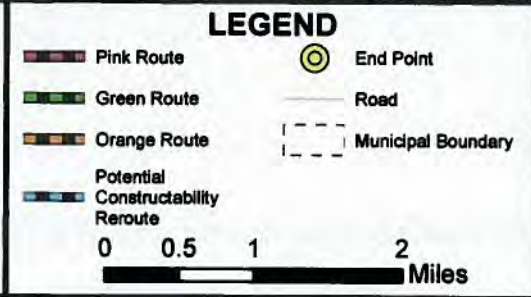 LEGEND
Pink Route
End Point
Green Route
Road
Orange Route
Municipal Boundary
Potential
Constructability
Reroute
0 0.5 1 2
Miles